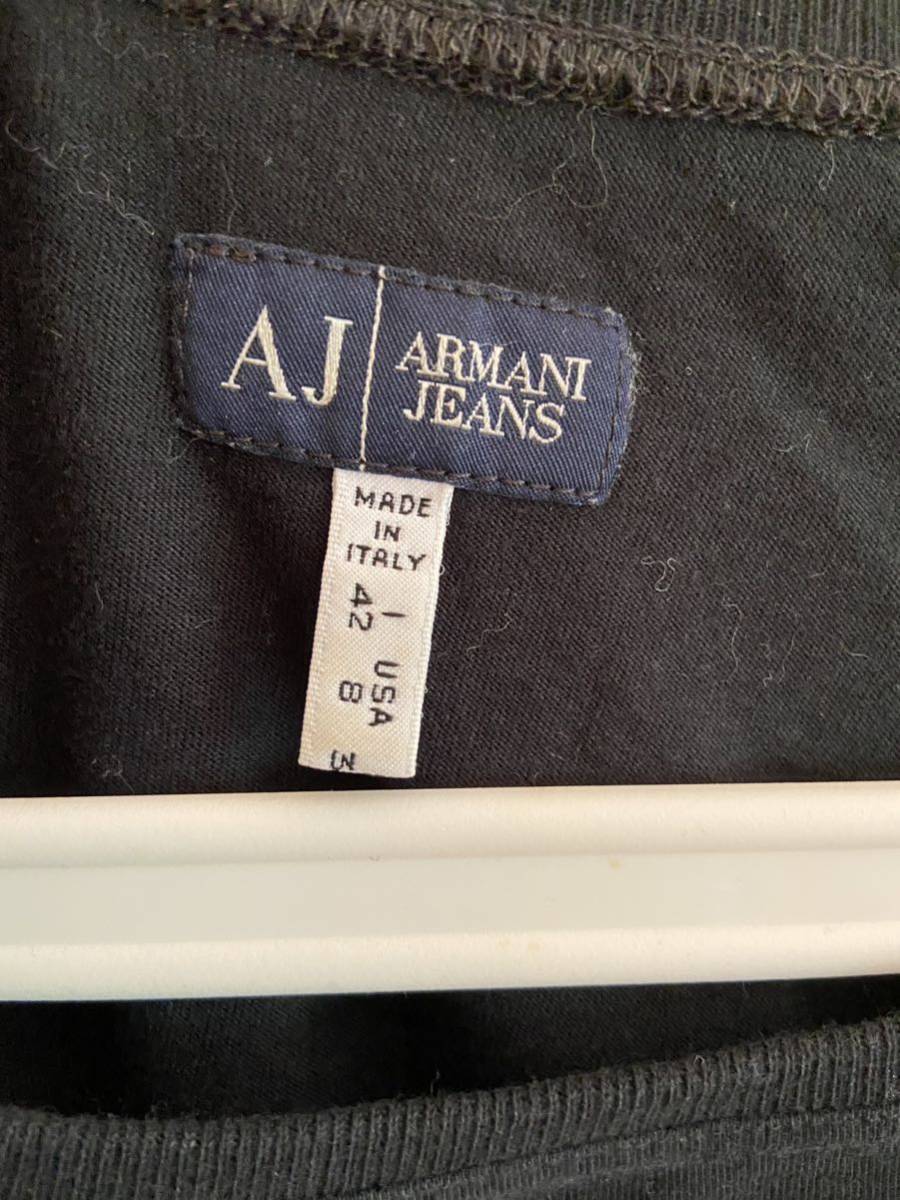 AJ
ARMANI
JEANS
MADE
IN
ITALY
I USA
42 8